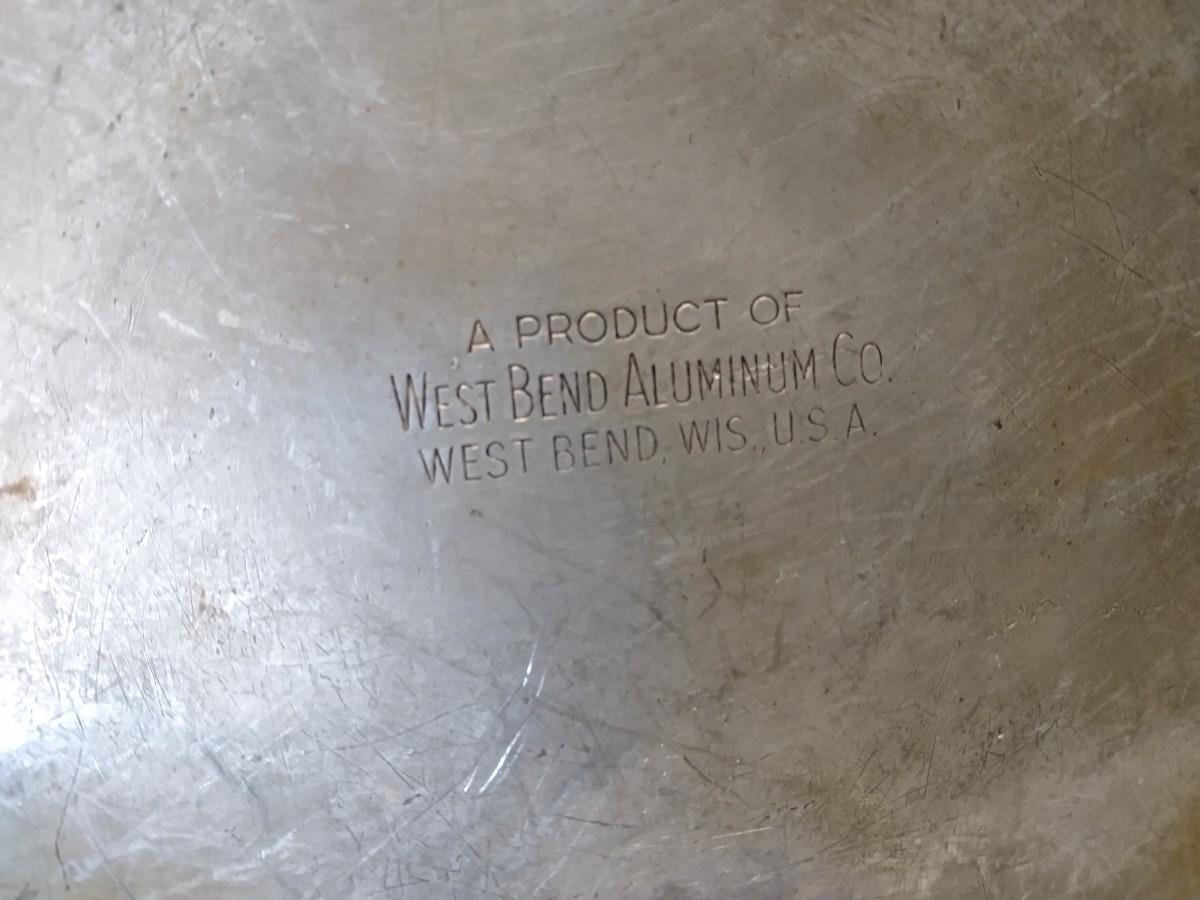 A PRODUCT OF
WEST BEND ALUMINUM CO.
WEST BEND, WIS., U.S.A.